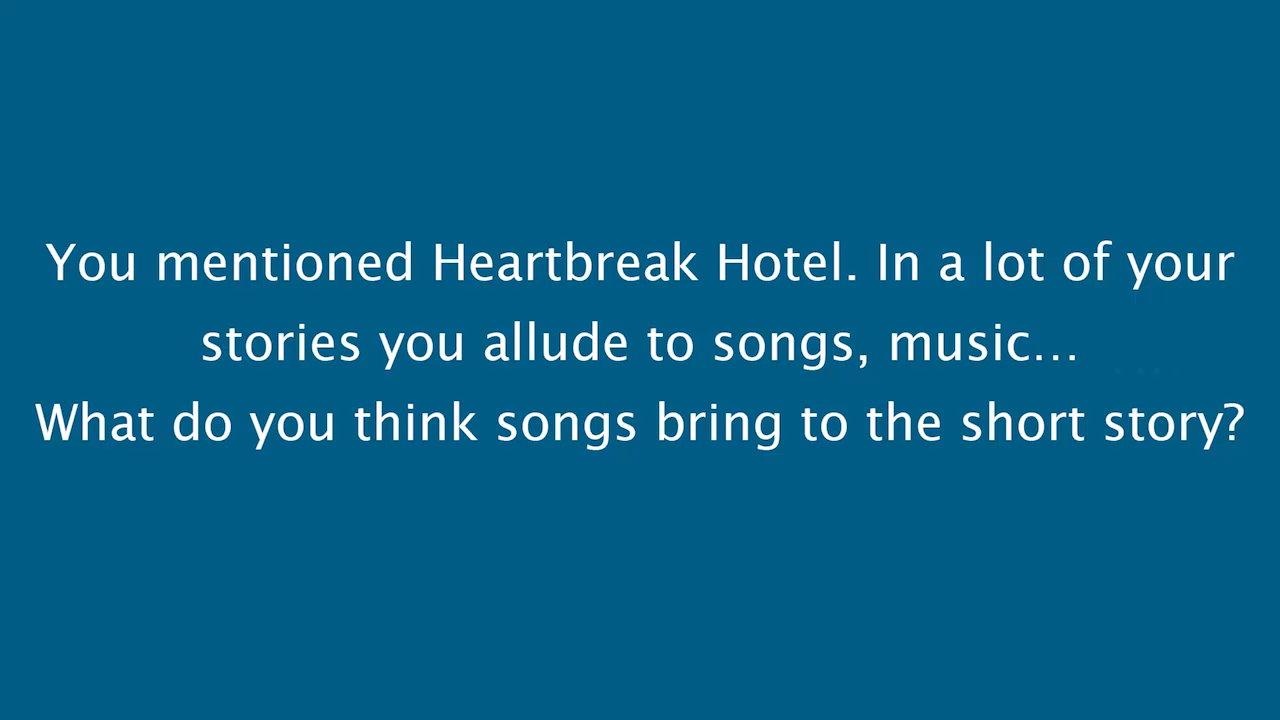 You mentioned Heartbreak Hotel. In a lot of your
stories you allude to songs, music…
What do you think songs bring to the short story?